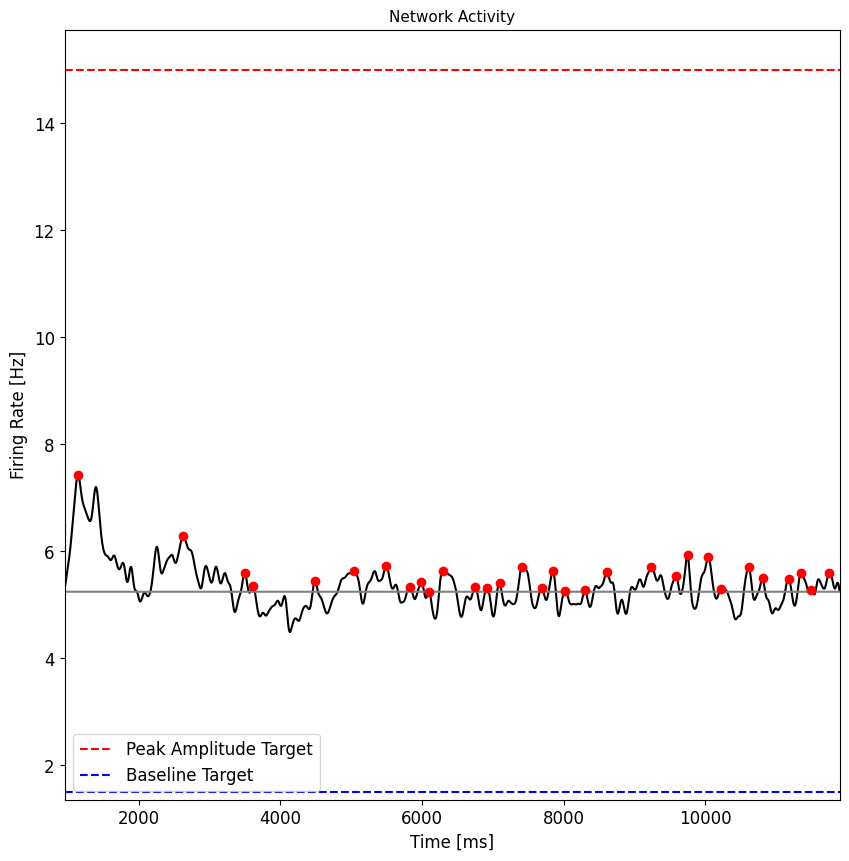 Network Activity
Firing Rate [Hz]
14
12
10
8
6
4
2
Peak Amplitude Target
Baseline Target
2000 4000 6000 8000 10000
Time [ms]